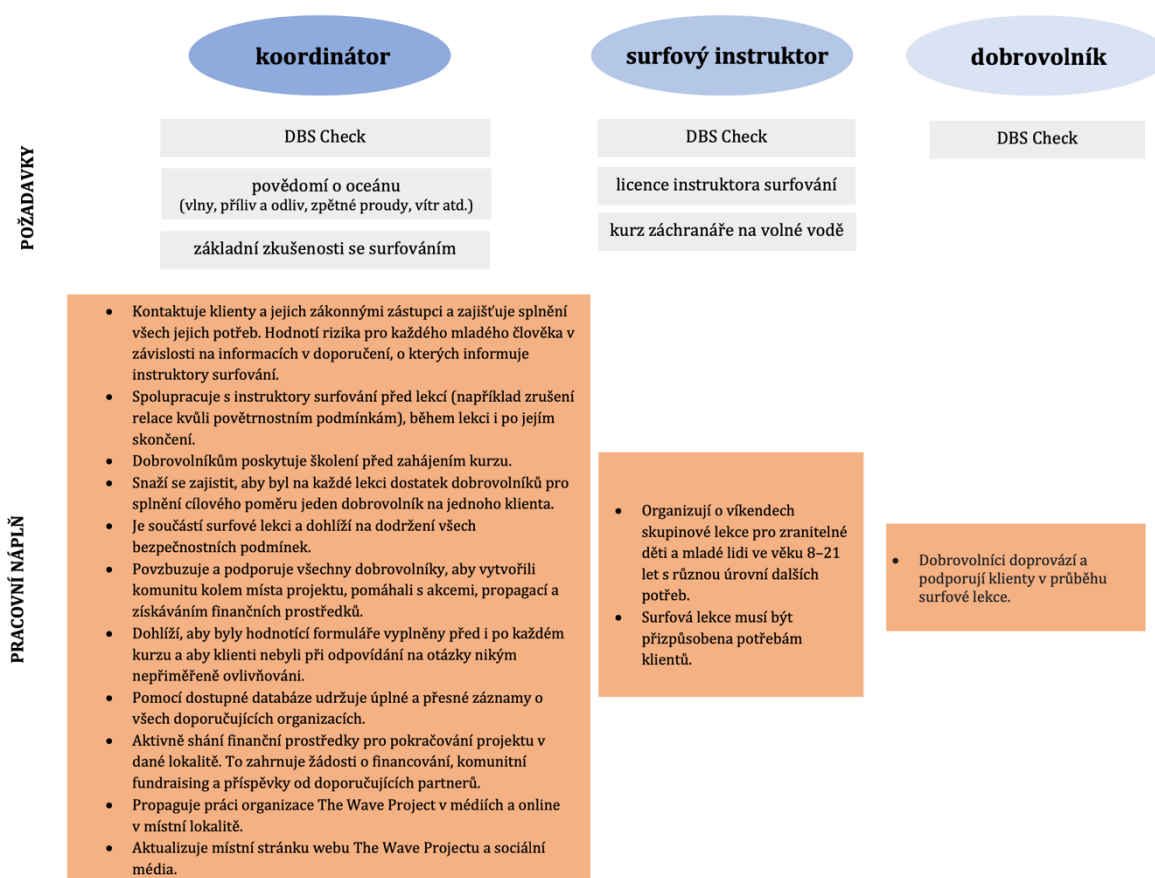 koordinátor
surfový instruktor
dobrovolník
POŽADAVKY
DBS Check
povědomí o oceánu
(vlny, příliv a odliv, zpětné proudy, vítr atd.)
základní zkušenosti se surfováním
DBS Check
licence instruktora surfování
kurz záchranáře na volné vodě
DBS Check
PRACOVNÍ NÁPLŇ
• Kontaktuje klienty a jejich zákonnými zástupci a zajišťuje splnění
všech jejich potřeb. Hodnotí rizika pro každého mladého člověka v
závislosti na informacích v doporučení, o kterých informuje
instruktory surfování.
• Spolupracuje s instruktory surfování před lekcí (například zrušení
relace kvůli povětrnostním podmínkám), během lekci i po jejím
skončení.
• Dobrovolníkům poskytuje školení před zahájením kurzu.
• Snaží se zajistit, aby byl na každé lekci dostatek dobrovolníků pro
splnění cílového poměru jeden dobrovolník na jednoho klienta.
• Je součástí surfové lekci a dohlíží na dodržení všech
bezpečnostních podmínek.
• Povzbuzuje a podporuje všechny dobrovolníky, aby vytvořili
komunitu kolem místa projektu, pomáhali s akcemi, propagací a
získáváním finančních prostředků.
• Dohlíží, aby byly hodnotící formuláře vyplněny před i po každém
kurzu a aby klienti nebyli při odpovídání na otázky nikým
nepřiměřeně ovlivňováni.
• Pomocí dostupné databáze udržuje úplné a přesné záznamy o
všech doporučujících organizacích.
• Aktivně shání finanční prostředky pro pokračování projektu v
dané lokalitě. To zahrnuje žádosti o financování, komunitní
fundraising a příspěvky od doporučujících partnerů.
• Propaguje práci organizace The Wave Project v médiích a online
v místní lokalitě.
• Aktualizuje místní stránku webu The Wave Projectu a sociální
média.
• Organizují o víkendech
skupinové lekce pro zranitelné
děti a mladé lidi ve věku 8–21
let s různou úrovní dalších
potřeb.
• Surfová lekce musí být
přizpůsobena potřebám
klientů.
• Dobrovolníci doprovází a
podporují klienty v průběhu
surfové lekce.